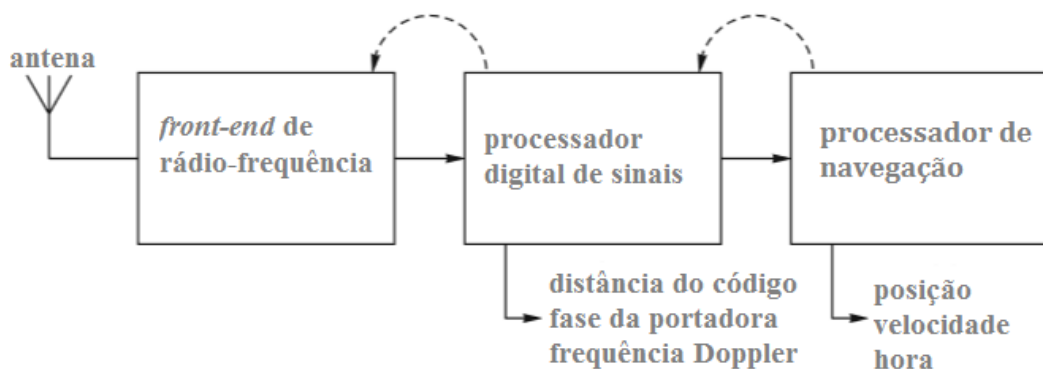 antena
front-end de
rádio-frequência
processador
digital de sinais
processador de
navegação
distância do código
fase da portadora
frequência Doppler
posição
velocidade
hora